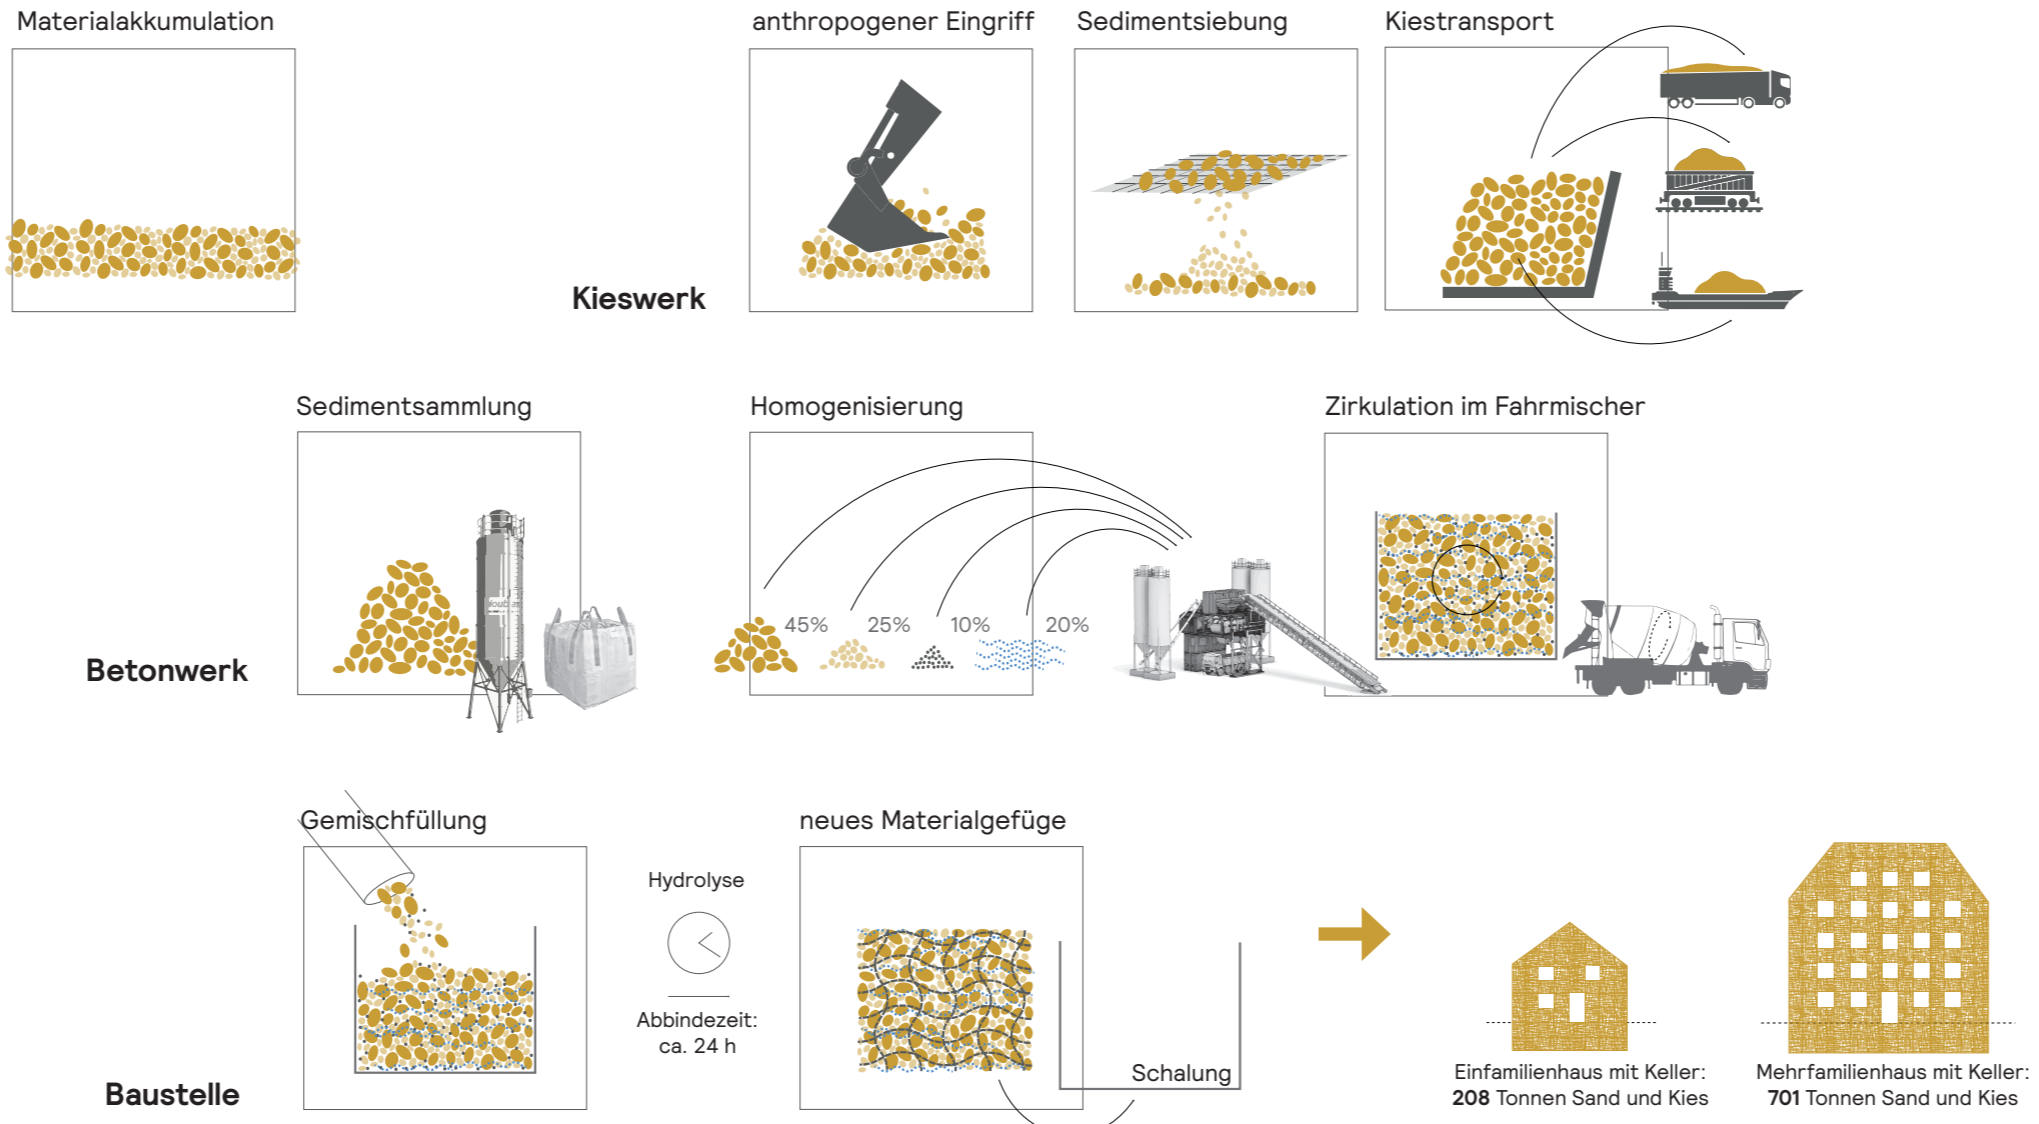 Materialakkumulation
anthropogener Eingriff
Sedimentsiebung
Kiestransport
Kieswerk
Sedimentsammlung
Homogenisierung
Zirkulation im Fahrmischer
45%
25%
10%
20%
Betonwerk
Gemischfüllung
neues Materialgefüge
Hydrolyse
Abbindezeit:
ca. 24 h
Schalung
Baustelle
Einfamilienhaus mit Keller:
208 Tonnen Sand und Kies
Mehrfamilienhaus mit Keller:
701 Tonnen Sand und Kies